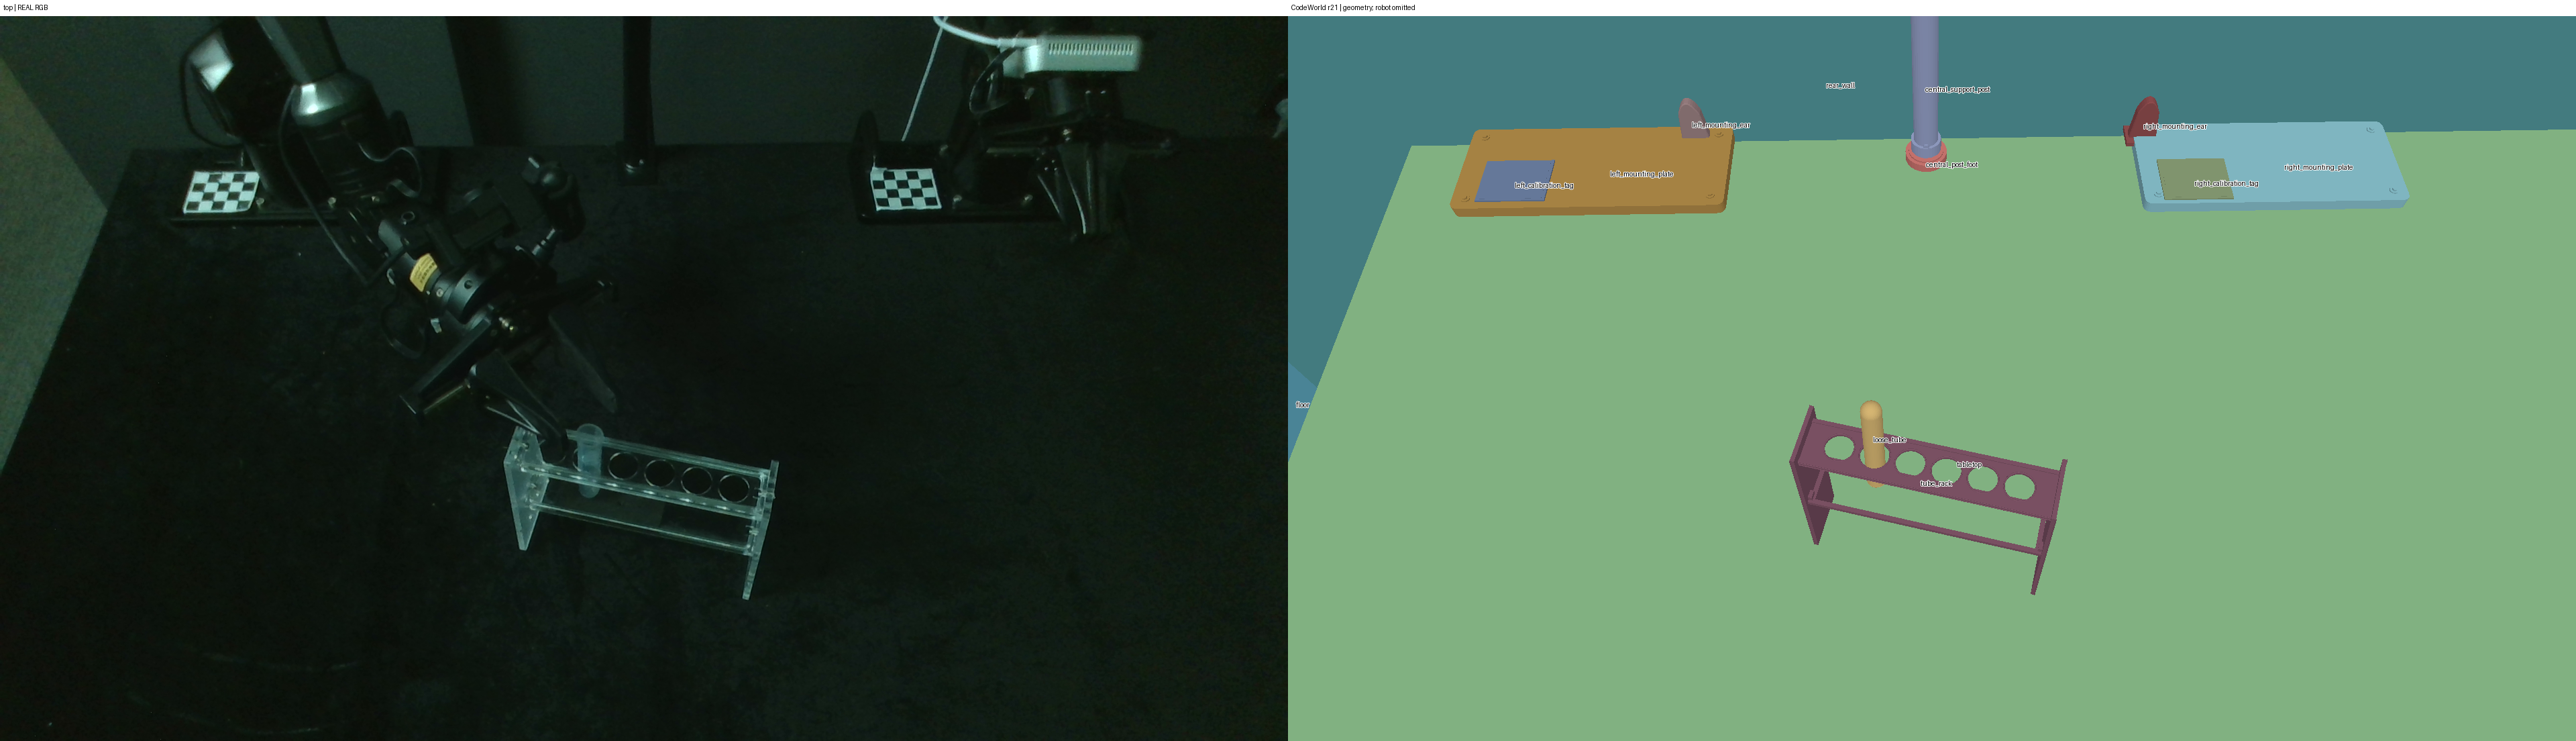 top | REAL RGB
CodeWorld r21 | geometry; robot omitted
rear_wall
central_support_post
left_mounting_ear
right_mounting_ear
central_post_foot
left_mounting_plate
right_mounting_plate
left_calibration_tag
right_calibration_tag
floor
loose_tube
tabletop
tube_rack